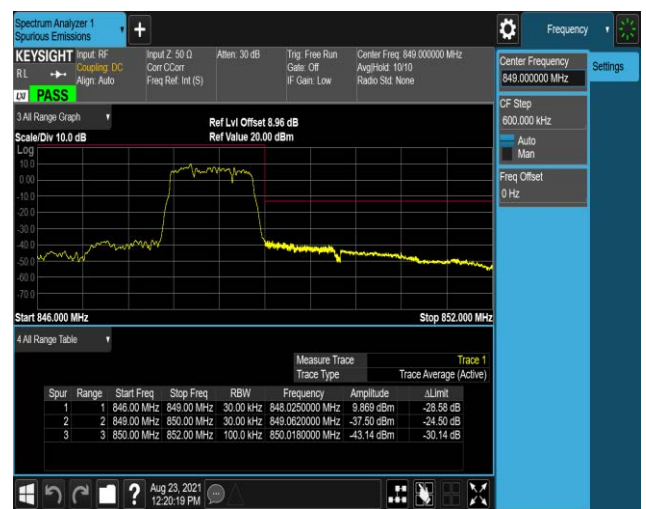 Spectrum Analyzer 1
Spurious Emissions
Frequency
KEYSIGHT Input: RF Input Z: 50 Ω Atten: 30 dB Trig: Free Run Center Freq: 849.000000 MHz
RL Coupling: DC Corr CCorr Gate: Off Avg|Hold: 10/10
Align: Auto Freq Ref: Int (S) IF Gain: Low Radio Std: None
LXI PASS
Center Frequency
849.000000 MHz
Settings
CF Step
600.000 kHz
Auto
Man
Freq Offset
0 Hz
3 All Range Graph
Ref Lvl Offset 8.96 dB
Scale/Div 10.0 dB Ref Value 20.00 dBm
Log
10.0
0.00
-10.0
-20.0
-30.0
-40.0
-50.0
-60.0
-70.0
Start 846.000 MHz Stop 852.000 MHz
4 All Range Table
Measure Trace Trace 1
Trace Type Trace Average (Active)
Spur Range Start Freq Stop Freq RBW Frequency Amplitude ΔLimit
1 1 846.00 MHz 849.00 MHz 30.00 kHz 848.0250000 MHz 9.869 dBm -28.58 dB
2 2 849.00 MHz 850.00 MHz 30.00 kHz 849.0620000 MHz -37.50 dBm -24.50 dB
3 3 850.00 MHz 852.00 MHz 100.0 kHz 850.0180000 MHz -43.14 dBm -30.14 dB
? Aug 23, 2021
12:20:19 PM